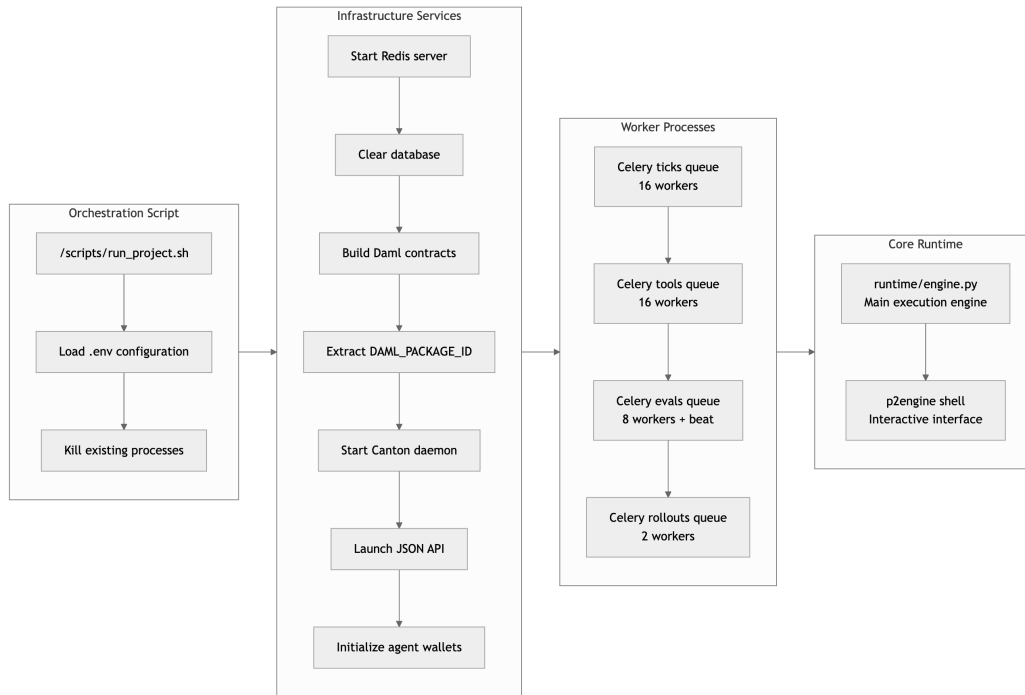 Orchestration Script
/scripts/run_project.sh
Load .env configuration
Kill existing processes
Infrastructure Services
Start Redis server
Clear database
Build Daml contracts
Extract DAML_PACKAGE_ID
Start Canton daemon
Launch JSON API
Initialize agent wallets
Worker Processes
Celery ticks queue
16 workers
Celery tools queue
16 workers
Celery evals queue
8 workers + beat
Celery rollouts queue
2 workers
Core Runtime
runtime/engine.py
Main execution engine
p2engine shell
Interactive interface